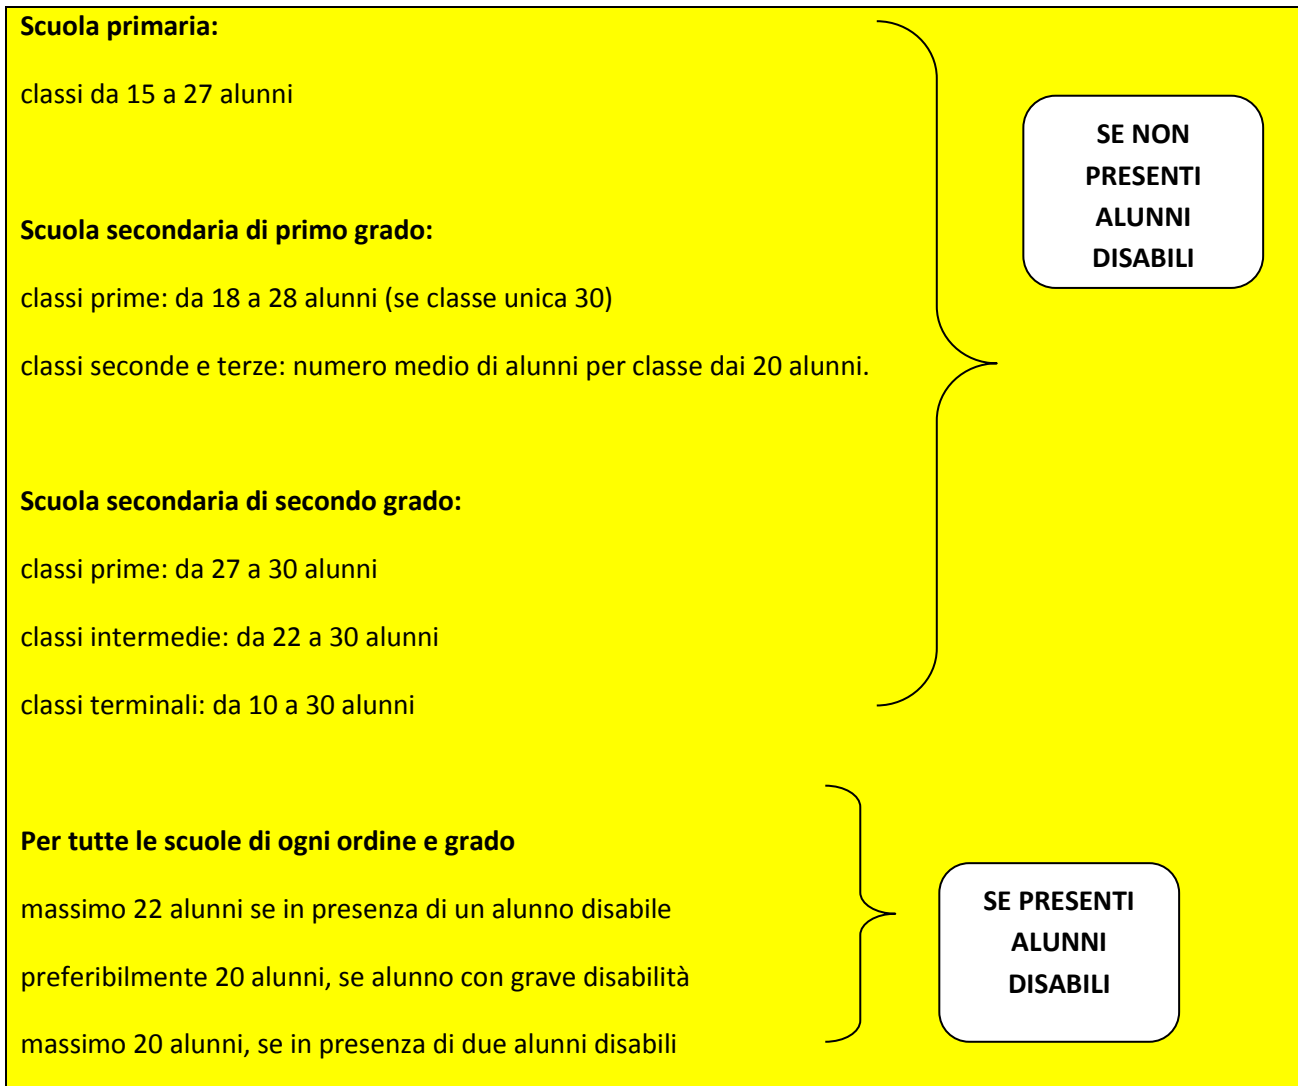 Scuola primaria:
classi da 15 a 27 alunni
Scuola secondaria di primo grado:
classi prime: da 18 a 28 alunni (se classe unica 30)
classi seconde e terze: numero medio di alunni per classe dai 20 alunni.
Scuola secondaria di secondo grado:
classi prime: da 27 a 30 alunni
classi intermedie: da 22 a 30 alunni
classi terminali: da 10 a 30 alunni
SE NON
PRESENTI
ALUNNI
DISABILI
Per tutte le scuole di ogni ordine e grado
massimo 22 alunni se in presenza di un alunno disabile
preferibilmente 20 alunni, se alunno con grave disabilità
massimo 20 alunni, se in presenza di due alunni disabili
SE PRESENTI
ALUNNI
DISABILI